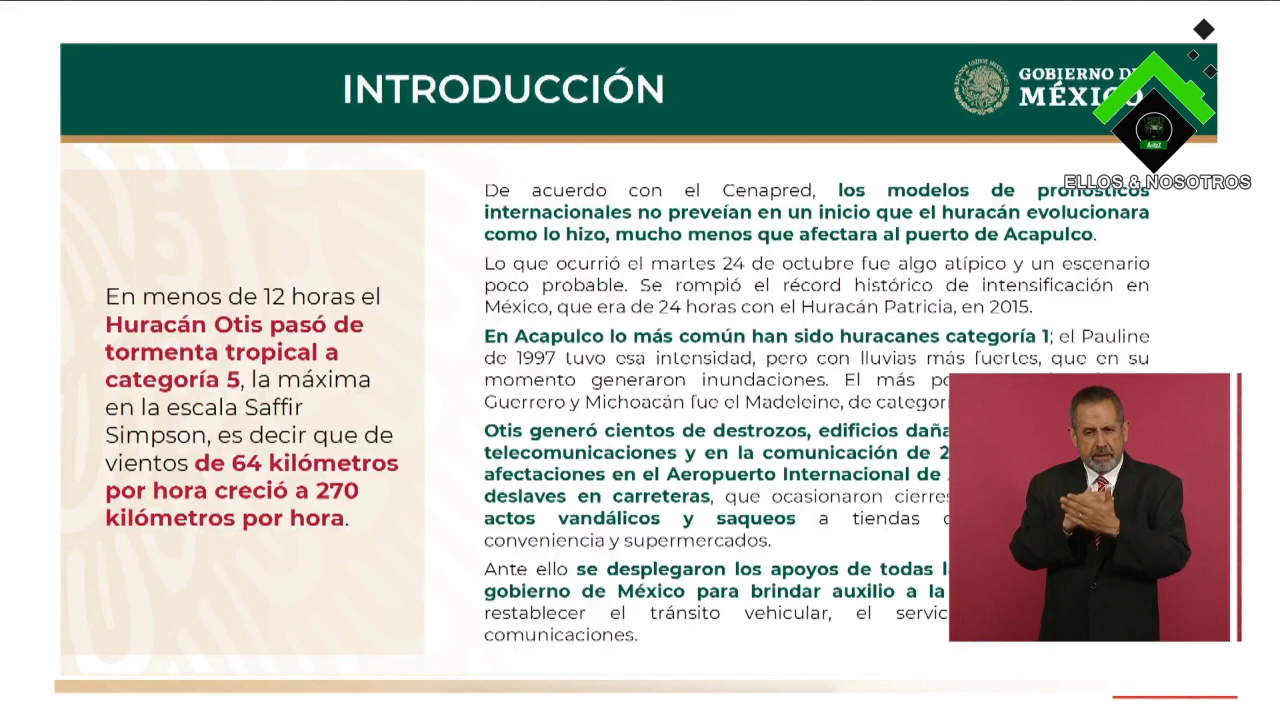 INTRODUCCIÓN
GOBIERNO DE
MÉXICO
ELLOS & NOSOTROS
En menos de 12 horas el
Huracán Otis pasó de
tormenta tropical a
categoría 5, la máxima
en la escala Saffir
Simpson, es decir que de
vientos de 64 kilómetros
por hora creció a 270
kilómetros por hora.
De acuerdo con el Cenapred, los modelos de pronósticos
internacionales no preveían en un inicio que el huracán evolucionara
como lo hizo, mucho menos que afectara al puerto de Acapulco.
Lo que ocurrió el martes 24 de octubre fue algo atípico y un escenario
poco probable. Se rompió el récord histórico de intensificación en
México, que era de 24 horas con el Huracán Patricia, en 2015.
En Acapulco lo más común han sido huracanes categoría 1; el Pauline
de 1997 tuvo esa intensidad, pero con lluvias más fuertes, que en su
momento generaron inundaciones. El más
Guerrero y Michoacán fue el Madeleine, de
Otis generó cientos de destrozos, edificios
telecomunicaciones y en la comunicación de
afectaciones en el Aeropuerto Internacional de
deslaves en carreteras, que ocasionaron
actos vandálicos y saqueos a tiendas
conveniencia y supermercados.
Ante ello se desplegaron los apoyos de todas
gobierno de México para brindar auxilio a la
restablecer el tránsito vehicular, el
comunicaciones.